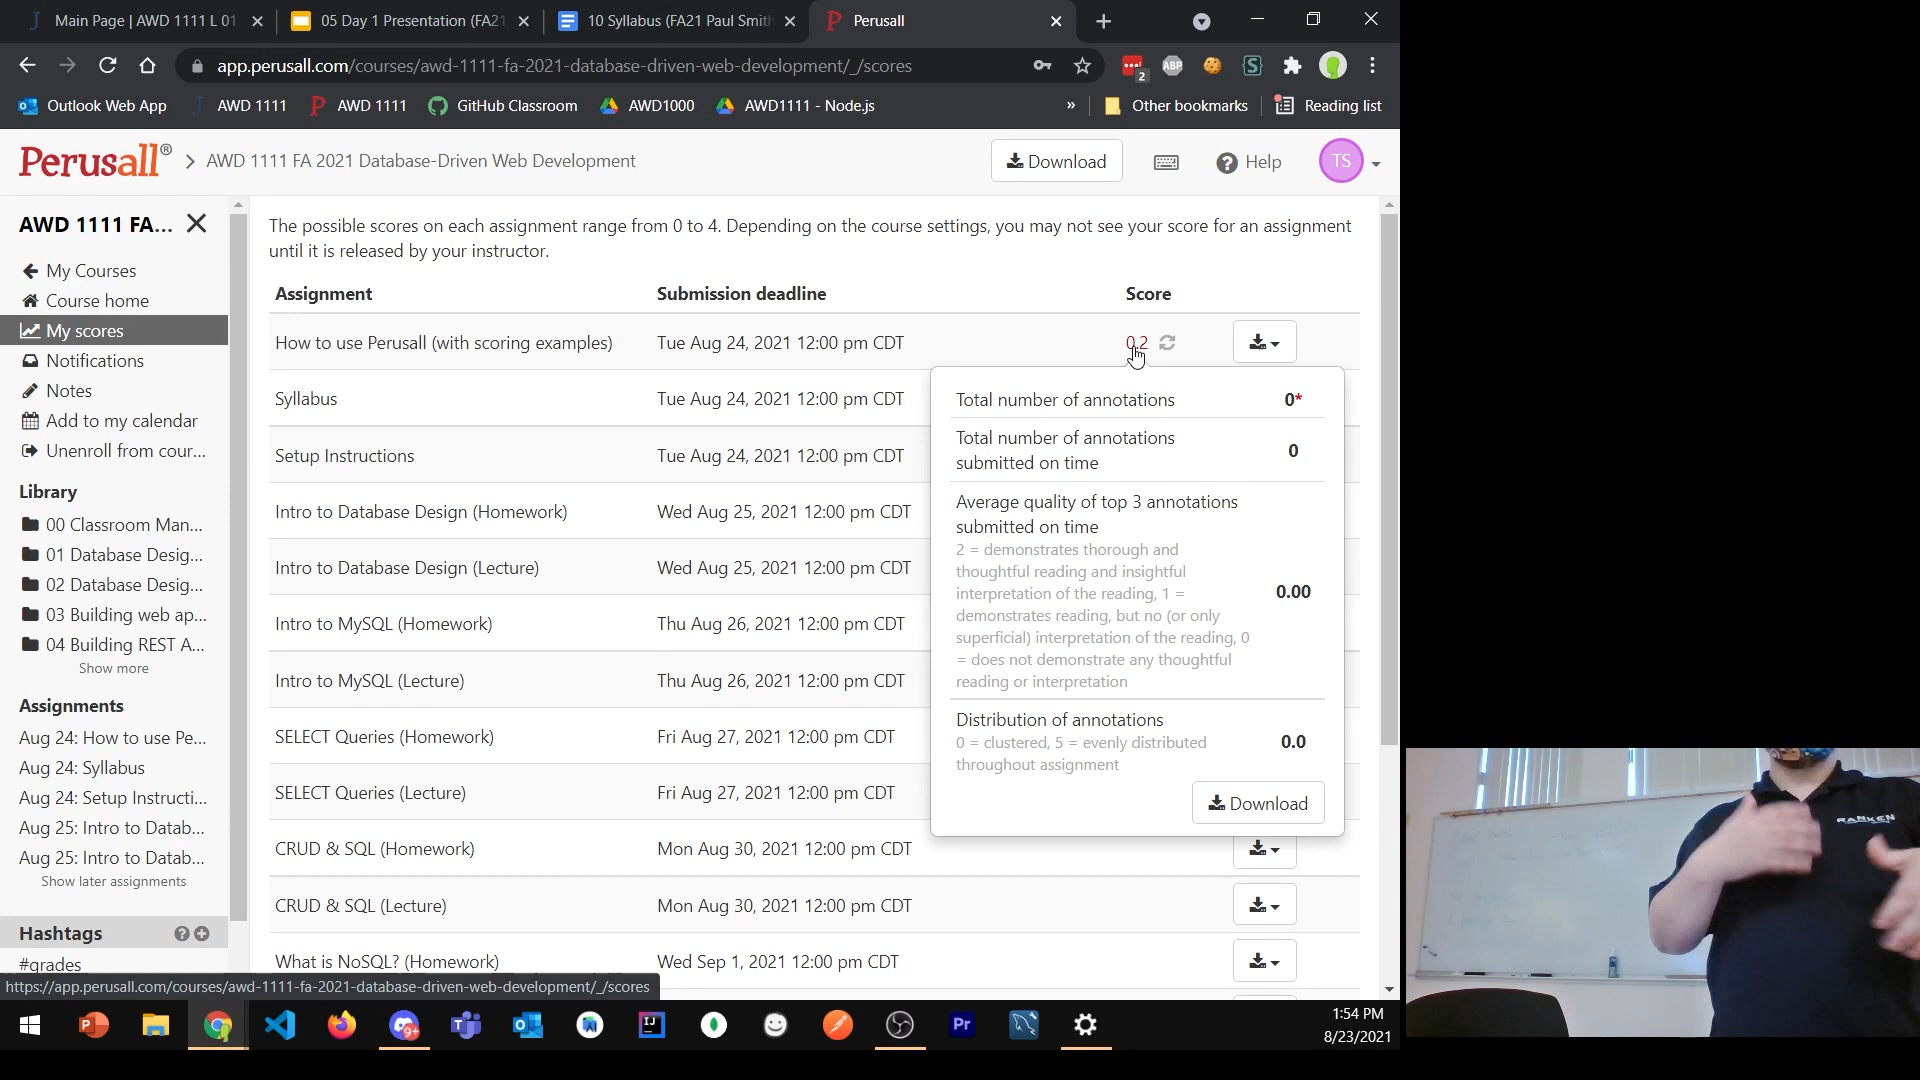 Main Page | AWD 1111 L 01
05 Day 1 Presentation (FA21
10 Syllabus (FA21 Paul Smith
Perusall
app.perusall.com/courses/awd-1111-fa-2021-database-driven-web-development/_/scores
2
ABP
Outlook Web App
AWD 1111
AWD 1111
GitHub Classroom
AWD1000
AWD1111 - Node.js
»
Other bookmarks
Reading list
Perusall®
AWD 1111 FA 2021 Database-Driven Web Development
Download
Help
TS
AWD 1111 FA...
My Courses
Course home
My scores
Notifications
Notes
Add to my calendar
Unenroll from cour...
Library
00 Classroom Man...
01 Database Desig...
02 Database Desig...
03 Building web ap...
04 Building REST A...
Show more
Assignments
Aug 24: How to use Pe...
Aug 24: Syllabus
Aug 24: Setup Instructi...
Aug 25: Intro to Datab...
Aug 25: Intro to Datab...
Show later assignments
Hashtags
#grades
The possible scores on each assignment range from 0 to 4. Depending on the course settings, you may not see your score for an assignment
until it is released by your instructor.
Assignment Submission deadline Score
How to use Perusall (with scoring examples) Tue Aug 24, 2021 12:00 pm CDT 0.2
Syllabus Tue Aug 24, 2021 12:00 pm CDT
Setup Instructions Tue Aug 24, 2021 12:00 pm CDT
Intro to Database Design (Homework) Wed Aug 25, 2021 12:00 pm CDT
Intro to Database Design (Lecture) Wed Aug 25, 2021 12:00 pm CDT
Intro to MySQL (Homework) Thu Aug 26, 2021 12:00 pm CDT
Intro to MySQL (Lecture) Thu Aug 26, 2021 12:00 pm CDT
SELECT Queries (Homework) Fri Aug 27, 2021 12:00 pm CDT
SELECT Queries (Lecture) Fri Aug 27, 2021 12:00 pm CDT
CRUD & SQL (Homework) Mon Aug 30, 2021 12:00 pm CDT
CRUD & SQL (Lecture) Mon Aug 30, 2021 12:00 pm CDT
What is NoSQL? (Homework) Wed Sep 1, 2021 12:00 pm CDT
Total number of annotations 0*
Total number of annotations
submitted on time 0
Average quality of top 3 annotations
submitted on time
2 = demonstrates thorough and
thoughtful reading and insightful
interpretation of the reading, 1 =
demonstrates reading, but no (or only
superficial) interpretation of the reading, 0
= does not demonstrate any thoughtful
reading or interpretation
0.00
Distribution of annotations
0 = clustered, 5 = evenly distributed
throughout assignment
0.0
Download
https://app.perusall.com/courses/awd-1111-fa-2021-database-driven-web-development/_/scores
9+
IJ
Pr
1:54 PM
8/23/2021
RANKEN